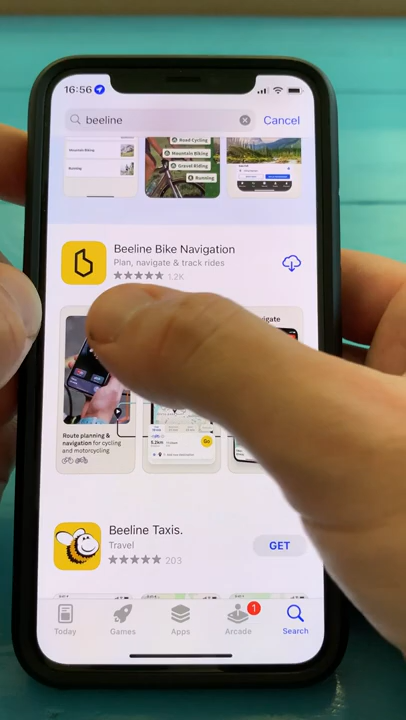 16:56
beeline
Cancel
Mountain Biking
Running
Road Cycling
Mountain Biking
Gravel Riding
Running
Beeline Bike Navigation
Plan, navigate & track rides
1.2K
Route planning &
navigation for cycling
and motorcycling
5.2km
Go
Beeline Taxis.
Travel
203
GET
1
Today
Games
Apps
Arcade
Search